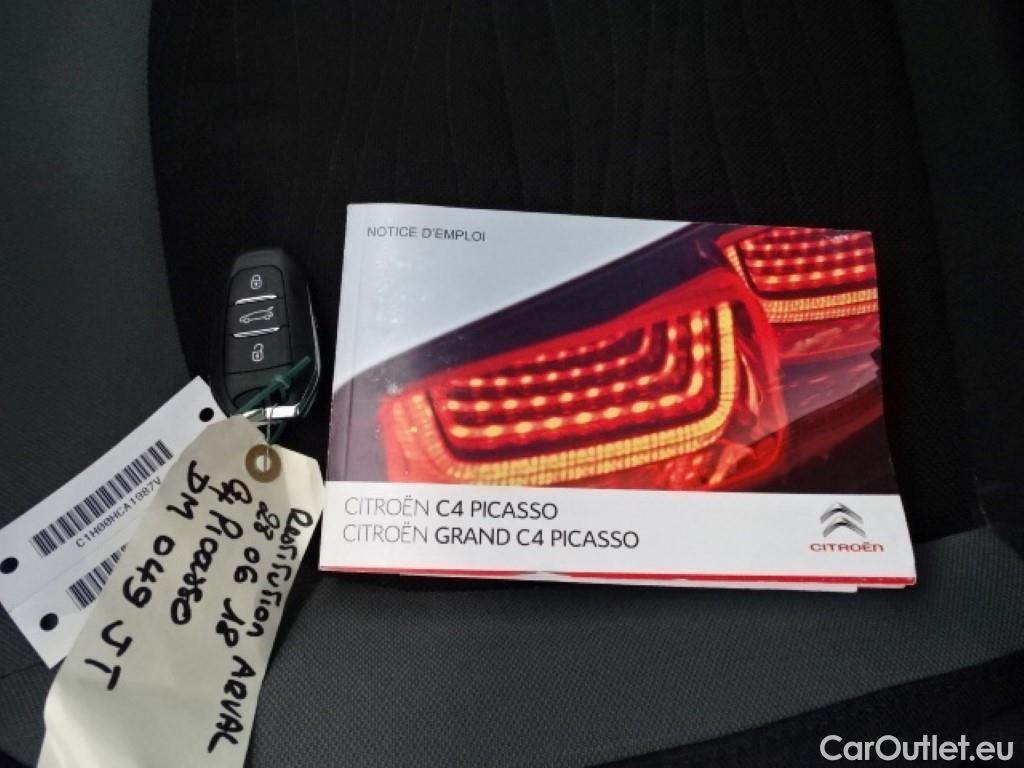 NOTICE D'EMPLOI
CITROËN C4 PICASSO
CITROËN GRAND C4 PICASSO
CITROËN
C1H00HCA1987V
RESTITUTION ARVAL
28 06 18
G4 PICASSO
DM 049 JT
CarOutlet.eu